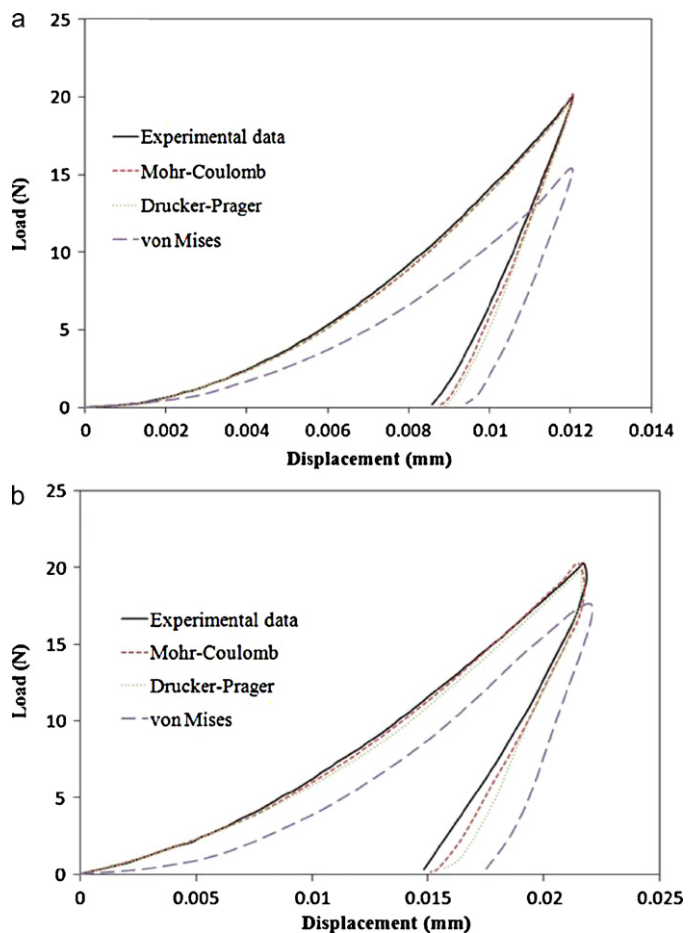 a
25
20
15
10
5
0
Load (N)
Experimental data
Mohr-Coulomb
Drucker-Prager
von Mises
0 0.002 0.004 0.006 0.008 0.01 0.012 0.014
Displacement (mm)
b
25
20
15
10
5
0
Load (N)
Experimental data
Mohr-Coulomb
Drucker-Prager
von Mises
0 0.005 0.01 0.015 0.02 0.025
Displacement (mm)